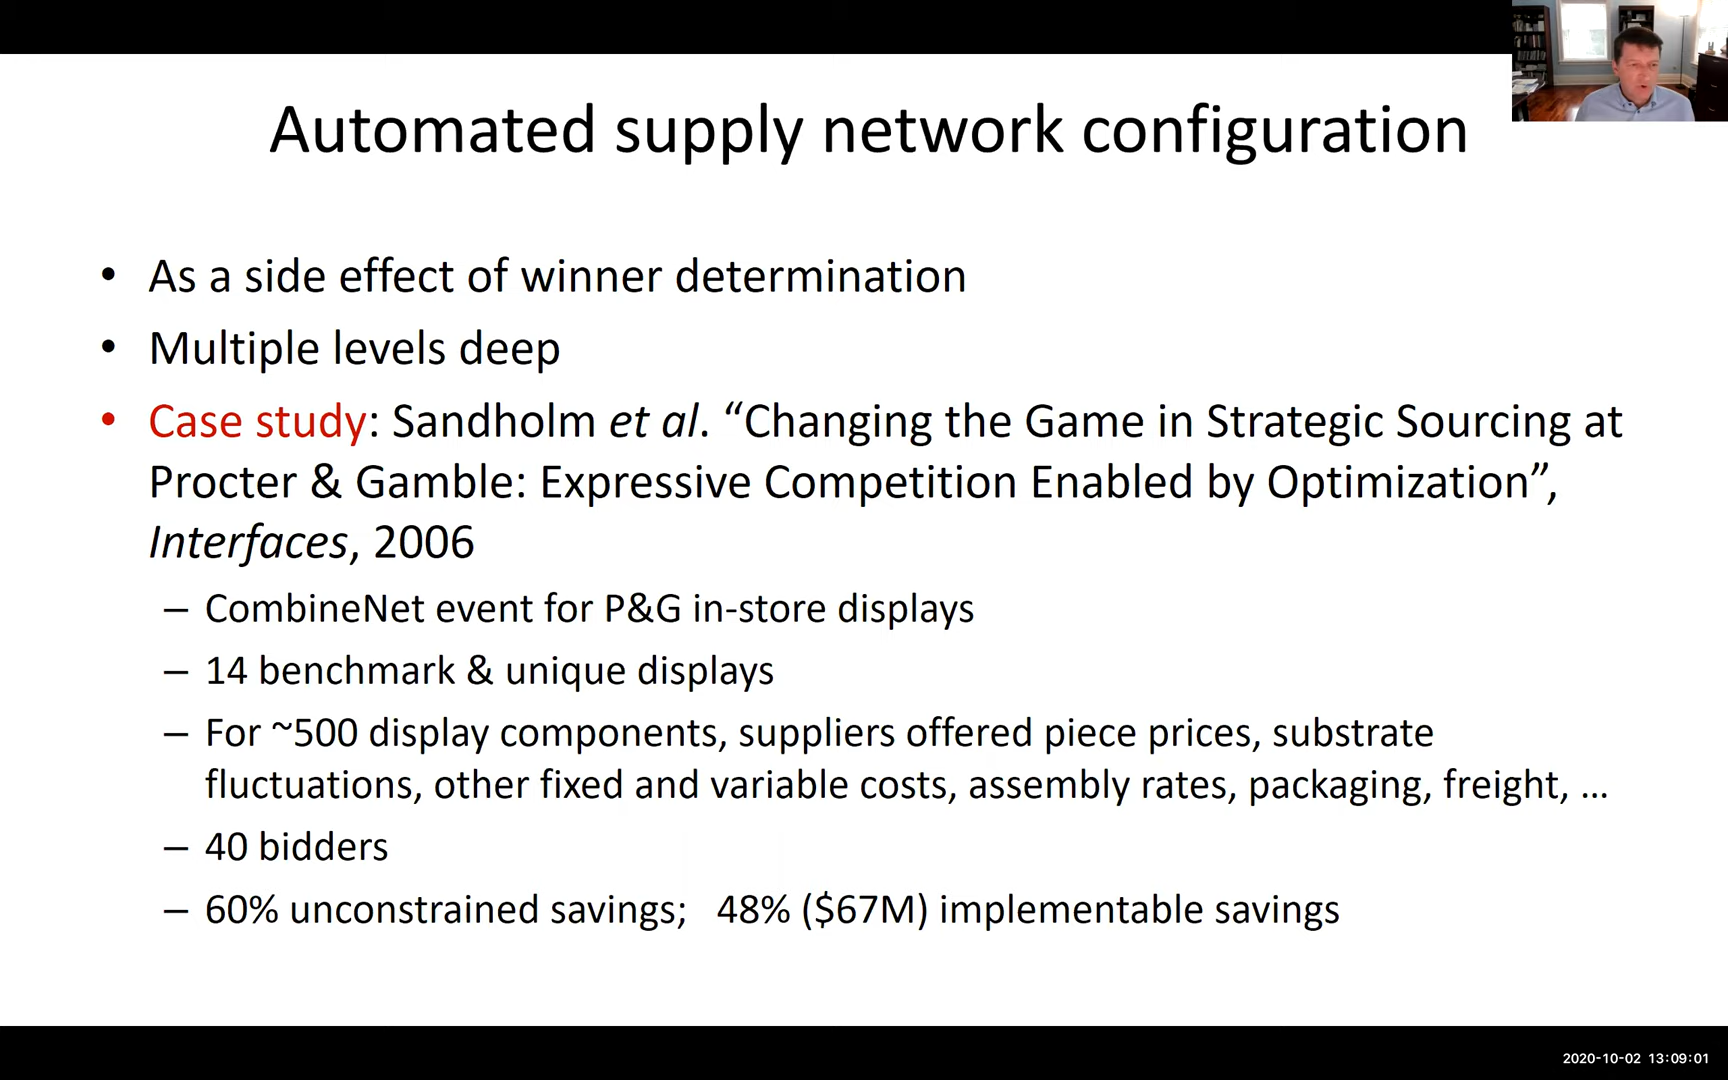 Automated supply network configuration
• As a side effect of winner determination
• Multiple levels deep
• Case study: Sandholm et al. “Changing the Game in Strategic Sourcing at
Procter & Gamble: Expressive Competition Enabled by Optimization”,
Interfaces, 2006
– CombineNet event for P&G in-store displays
– 14 benchmark & unique displays
– For ~500 display components, suppliers offered piece prices, substrate
fluctuations, other fixed and variable costs, assembly rates, packaging, freight, …
– 40 bidders
– 60% unconstrained savings; 48% ($67M) implementable savings
2020-10-02 13:09:01